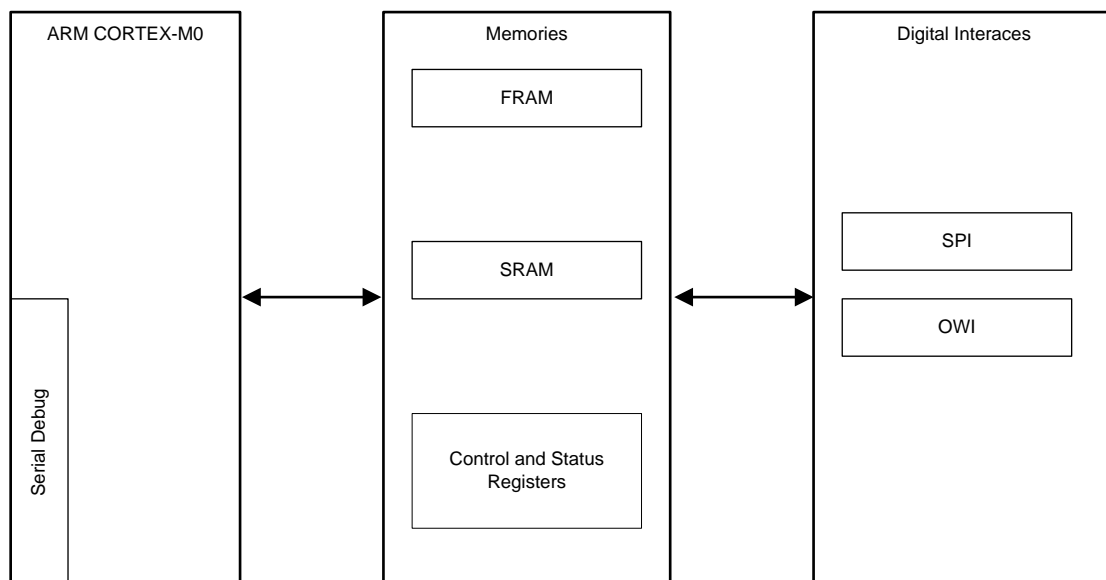 ARM CORTEX-M0
Serial Debug
Memories
FRAM
SRAM
Control and Status
Registers
Digital Interaces
SPI
OWI